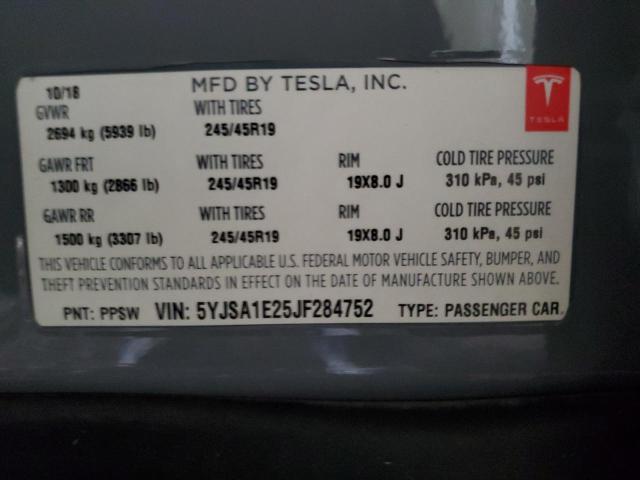 10/18 MFD BY TESLA, INC.
GVWR WITH TIRES
2694 kg (5939 lb) 245/45R19
TESLA
GAWR FRT WITH TIRES RIM COLD TIRE PRESSURE
1300 kg (2866 lb) 245/45R19 19X8.0 J 310 kPa, 45 psi
GAWR RR WITH TIRES RIM COLD TIRE PRESSURE
1500 kg (3307 lb) 245/45R19 19X8.0 J 310 kPa, 45 psi
THIS VEHICLE CONFORMS TO ALL APPLICABLE U.S. FEDERAL MOTOR VEHICLE SAFETY, BUMPER, AND
THEFT PREVENTION STANDARDS IN EFFECT ON THE DATE OF MANUFACTURE SHOWN ABOVE.
PNT: PPSW VIN: 5YJSA1E25JF284752 TYPE: PASSENGER CAR